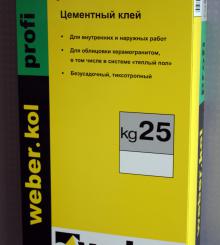 Цементный клей
• Для внутренних и наружных работ
• Для облицовки керамогранитом,
в том числе в системе «теплый пол»
• Безусадочный, тиксотропный
kg 25
weber.kol
profi